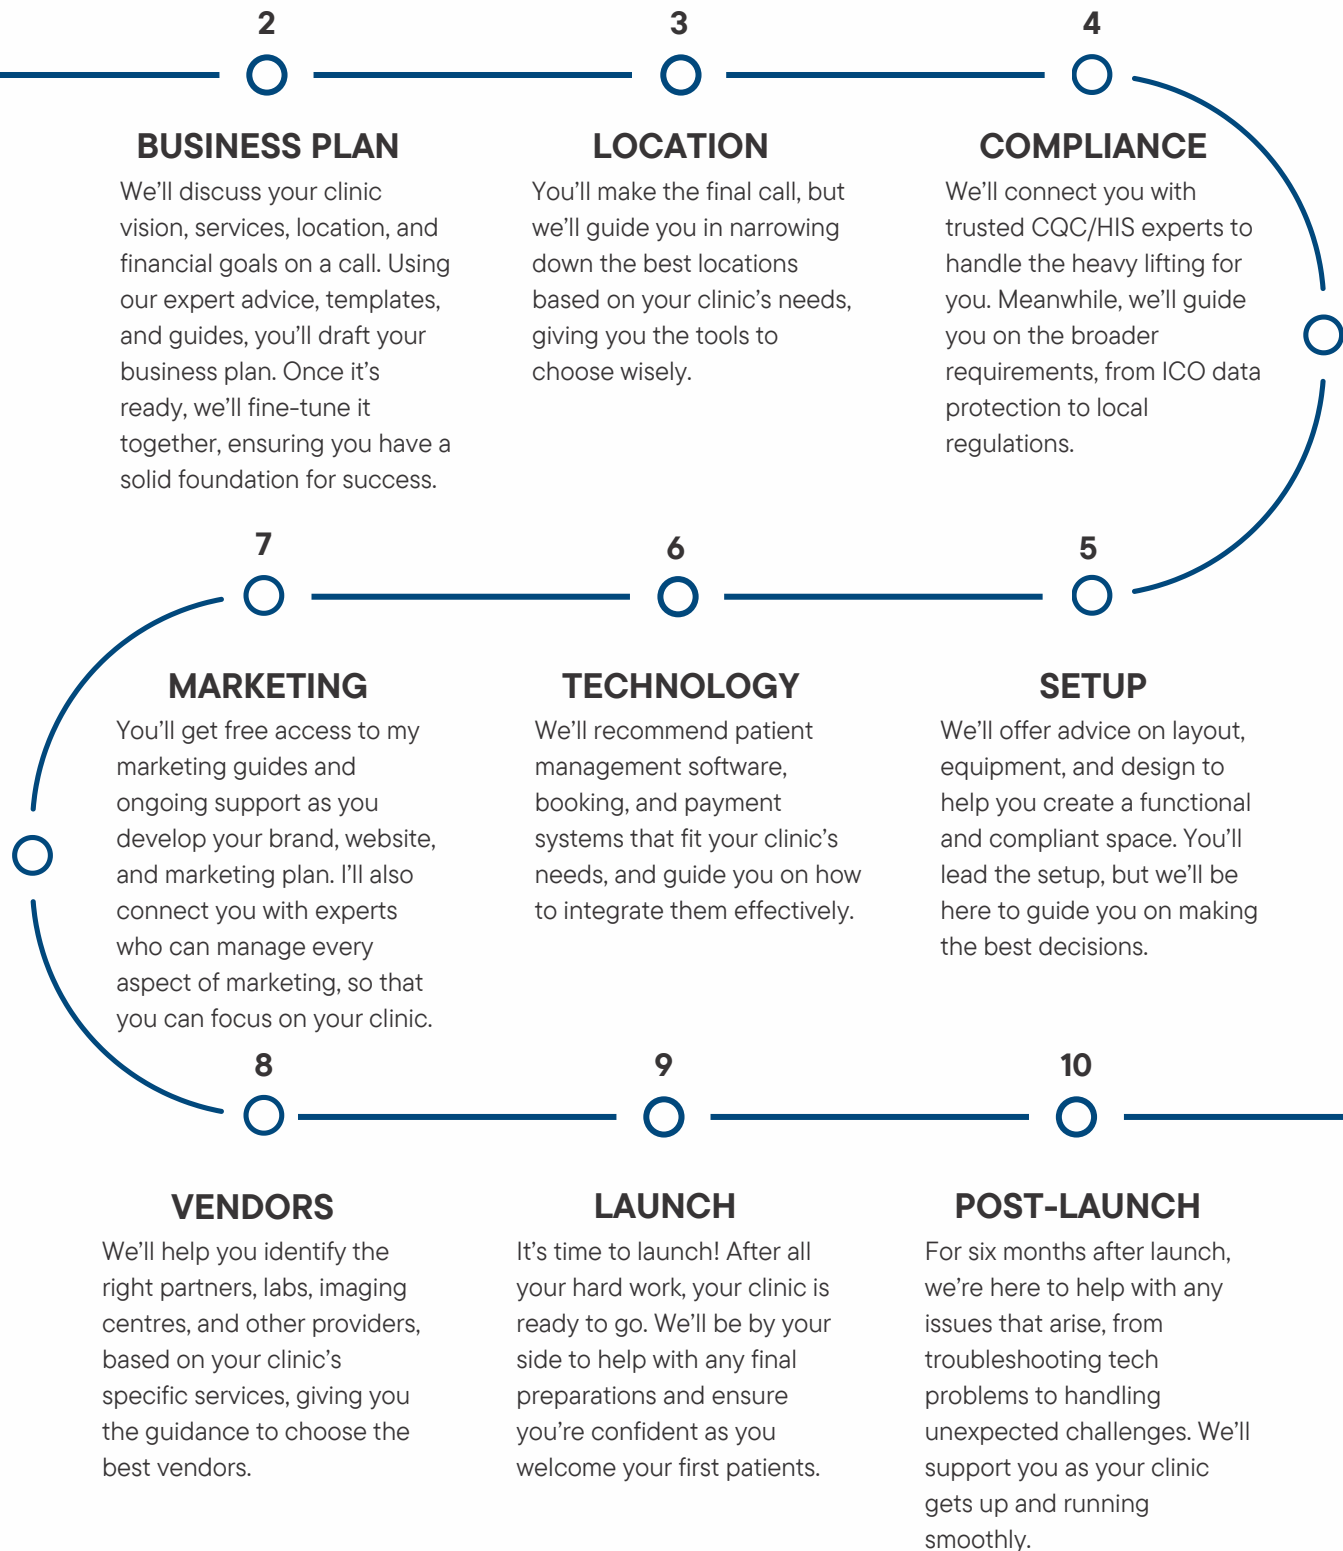 2
BUSINESS PLAN
We'll discuss your clinic
vision, services, location, and
financial goals on a call. Using
our expert advice, templates,
and guides, you'll draft your
business plan. Once it's
ready, we'll fine-tune it
together, ensuring you have a
solid foundation for success.
3
LOCATION
You'll make the final call, but
we'll guide you in narrowing
down the best locations
based on your clinic's needs,
giving you the tools to
choose wisely.
4
COMPLIANCE
We'll connect you with
trusted CQC/HIS experts to
handle the heavy lifting for
you. Meanwhile, we'll guide
you on the broader
requirements, from ICO data
protection to local
regulations.
5
SETUP
We'll offer advice on layout,
equipment, and design to
help you create a functional
and compliant space. You'll
lead the setup, but we'll be
here to guide you on making
the best decisions.
6
TECHNOLOGY
We'll recommend patient
management software,
booking, and payment
systems that fit your clinic's
needs, and guide you on how
to integrate them effectively.
7
MARKETING
You'll get free access to my
marketing guides and
ongoing support as you
develop your brand, website,
and marketing plan. I'll also
connect you with experts
who can manage every
aspect of marketing, so that
you can focus on your clinic.
8
VENDORS
We'll help you identify the
right partners, labs, imaging
centres, and other providers,
based on your clinic's
specific services, giving you
the guidance to choose the
best vendors.
9
LAUNCH
It's time to launch! After all
your hard work, your clinic is
ready to go. We'll be by your
side to help with any final
preparations and ensure
you're confident as you
welcome your first patients.
10
POST-LAUNCH
For six months after launch,
we're here to help with any
issues that arise, from
troubleshooting tech
problems to handling
unexpected challenges. We'll
support you as your clinic
gets up and running
smoothly.